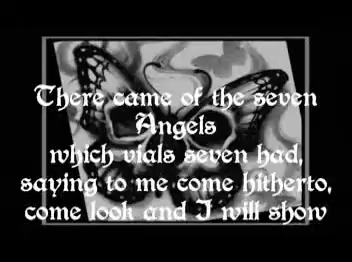 There came of the seven
Angels
which vials seven had,
saying to me come hitherto,
come look and I will show